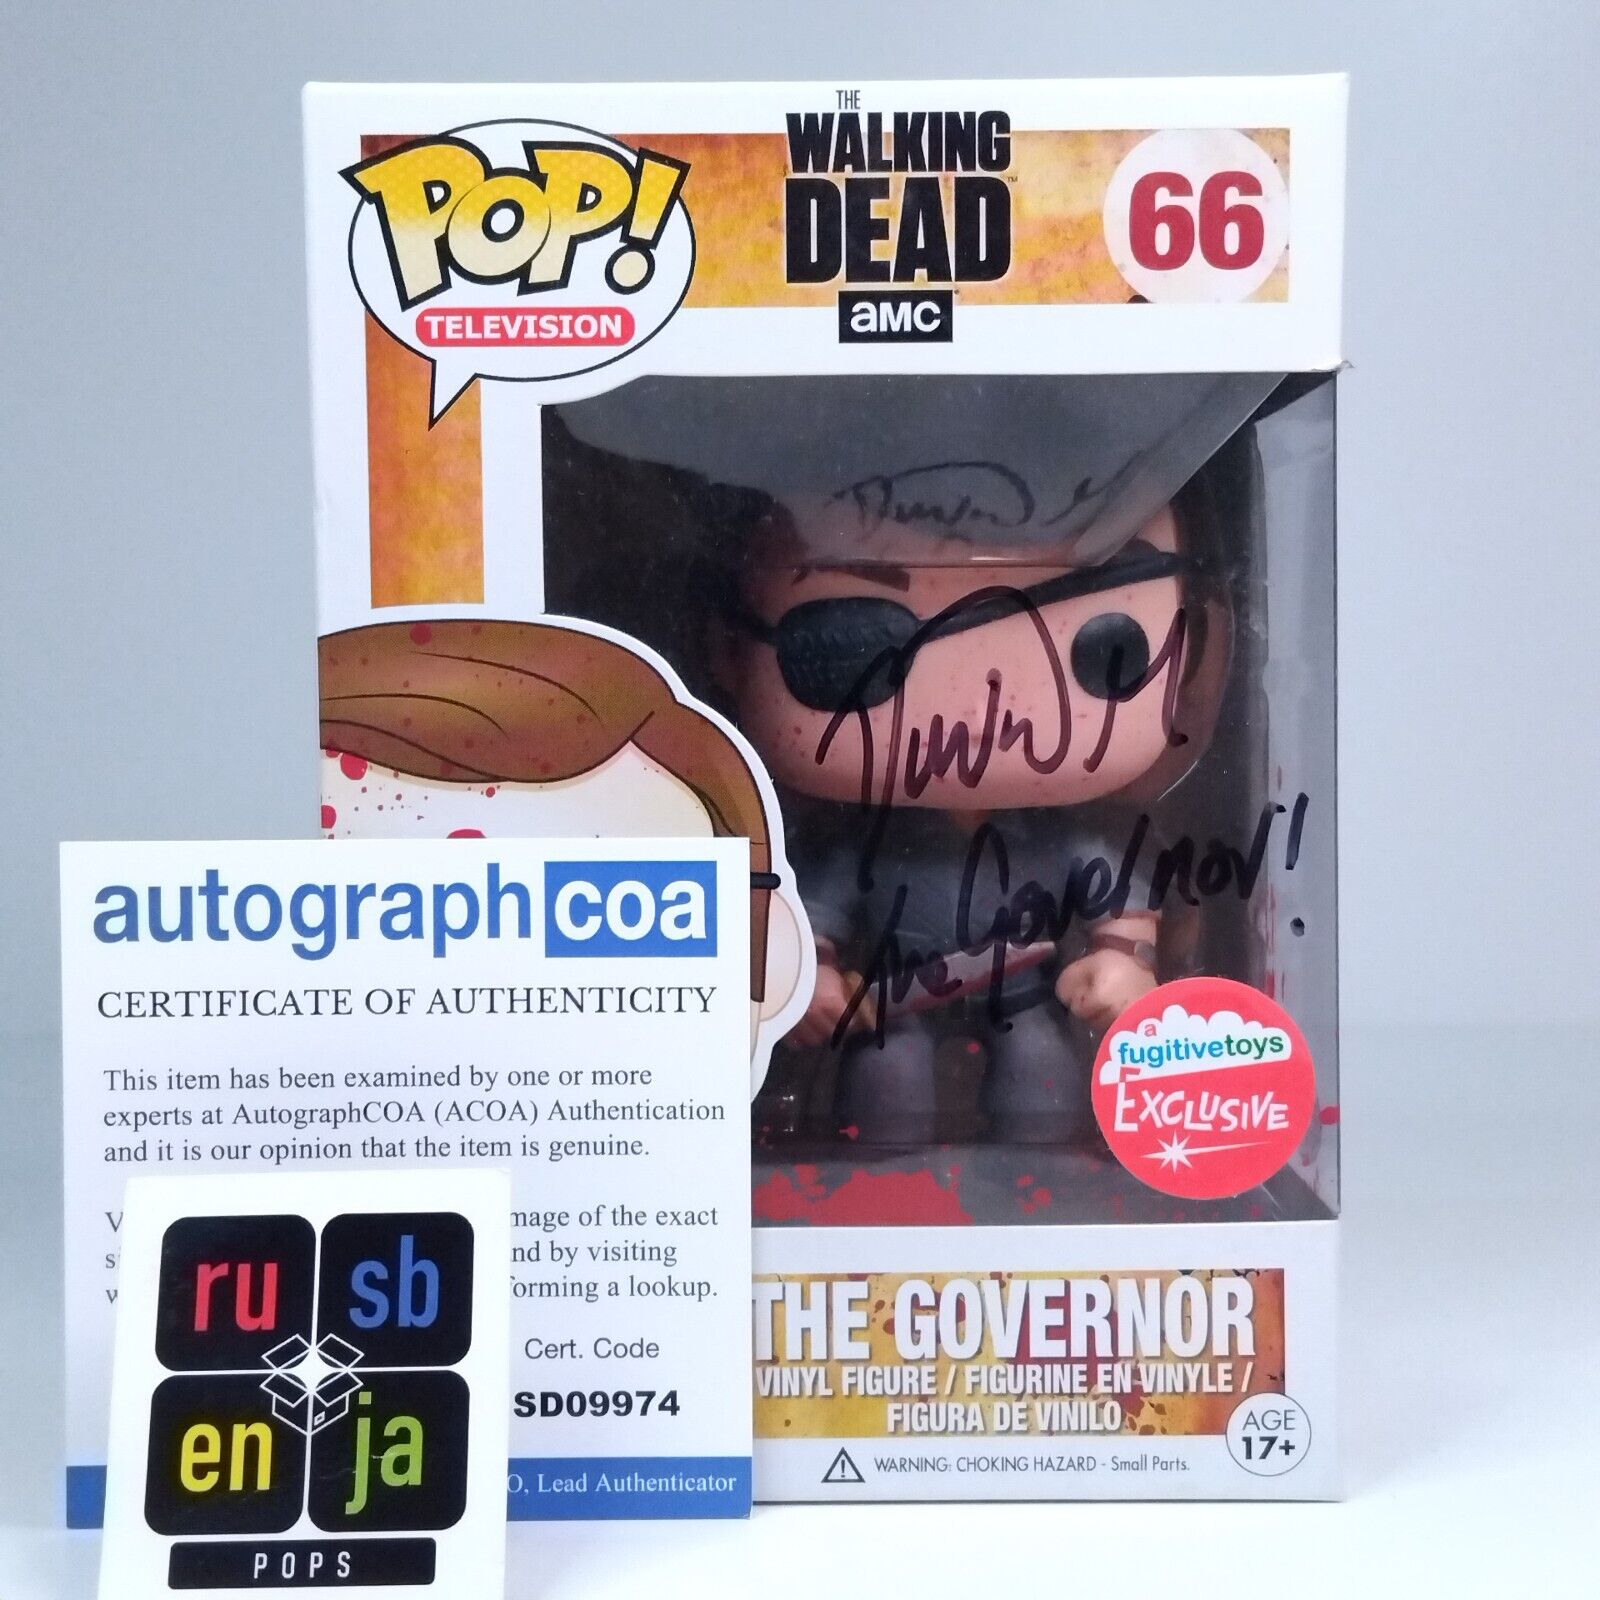 POP!
TELEVISION
THE
WALKING
DEAD
amc
66
The Governor!
a
fugitivetoys
EXCLUSIVE
autograph coa
CERTIFICATE OF AUTHENTICITY
This item has been examined by one or more
experts at AutographCOA (ACOA) Authentication
and it is our opinion that the item is genuine.
mage of the exact
nd by visiting
forming a lookup.
Cert. Code
SD09974
O, Lead Authenticator
ru sb
en ja
POPS
THE GOVERNOR
VINYL FIGURE / FIGURINE EN VINYLE /
FIGURA DE VINILO
AGE
17+
WARNING: CHOKING HAZARD - Small Parts.